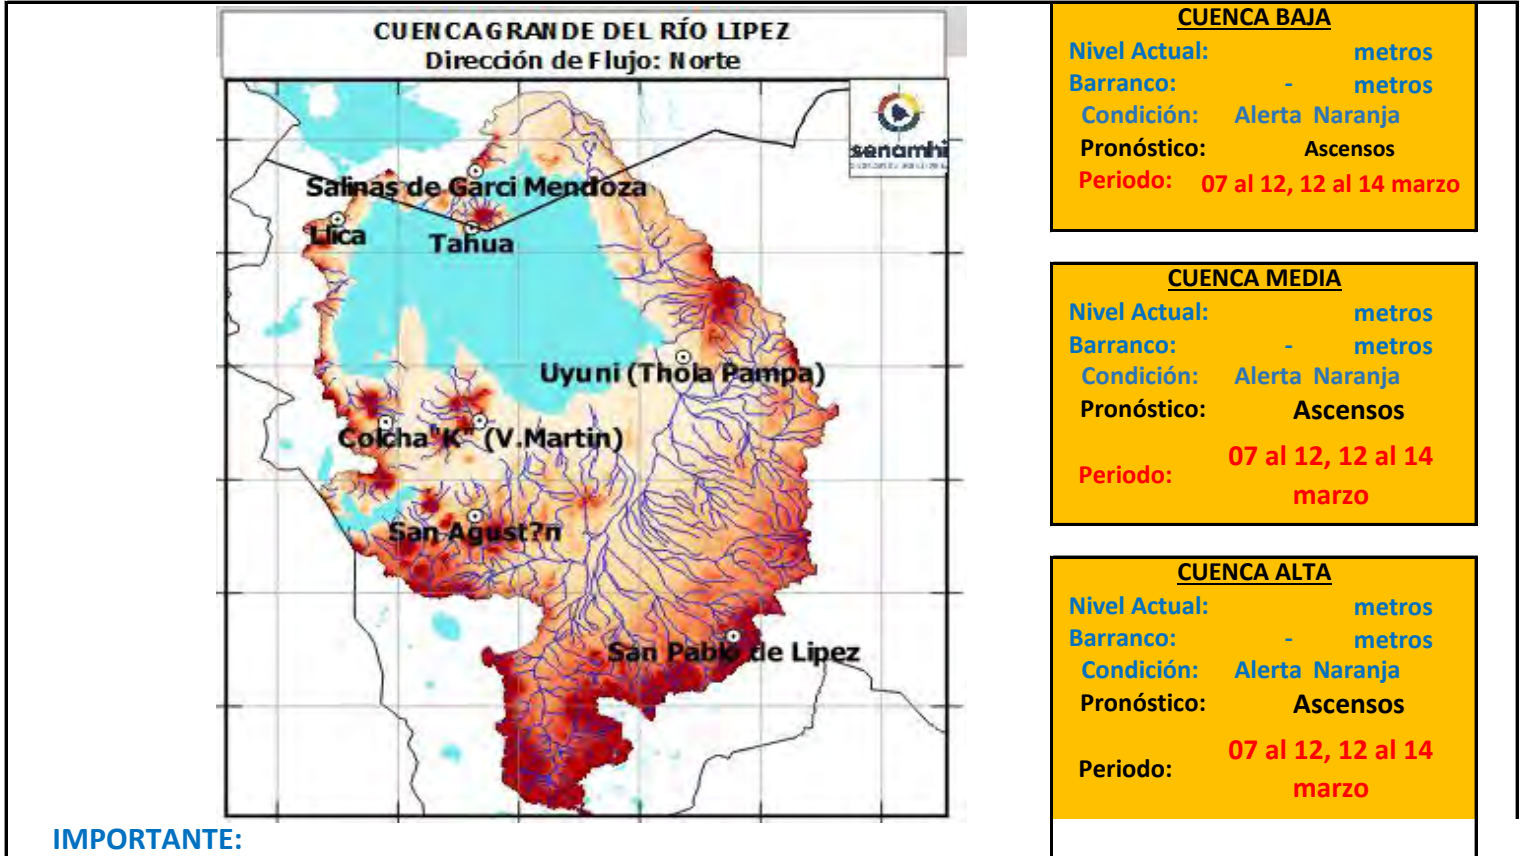 CUENCA GRANDE DEL RÍO LIPEZ
Dirección de Flujo: Norte
senamhi
Salinas de Garci Mendoza
Llica
Tahua
Uyuni (Thola Pampa)
Colcha"K" (V.Martin)
San Agust?n
San Pablo de Lipez
CUENCA BAJA
Nivel Actual: metros
Barranco: - metros
Condición: Alerta Naranja
Pronóstico: Ascensos
Periodo: 07 al 12, 12 al 14 marzo
CUENCA MEDIA
Nivel Actual: metros
Barranco: - metros
Condición: Alerta Naranja
Pronóstico: Ascensos
Periodo: 07 al 12, 12 al 14
marzo
CUENCA ALTA
Nivel Actual: metros
Barranco: - metros
Condición: Alerta Naranja
Pronóstico: Ascensos
Periodo: 07 al 12, 12 al 14
marzo
IMPORTANTE: